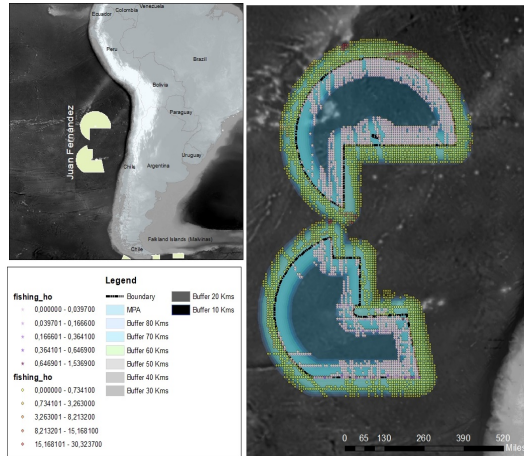 Venezuela
Colombia
Ecuador
Peru
Brazil
Bolivia
Paraguay
Juan Fernández
Uruguay
Chile
Argentina
Falkland Islands (Malvinas)
Chile
Legend
fishing_ho
0,000000 - 0,039700
0,039701 - 0,166600
0,166601 - 0,364100
0,364101 - 0,646900
0,646901 - 1,536900
fishing_ho
0,000000 - 0,734100
0,734101 - 3,263000
3,263001 - 8,213200
8,213201 - 15,168100
15,168101 - 30,323700
Boundary
MPA
Buffer 80 Kms
Buffer 70 Kms
Buffer 60 Kms
Buffer 50 Kms
Buffer 40 Kms
Buffer 30 Kms
Buffer 20 Kms
Buffer 10 Kms
0 65 130 260 390 520
Miles